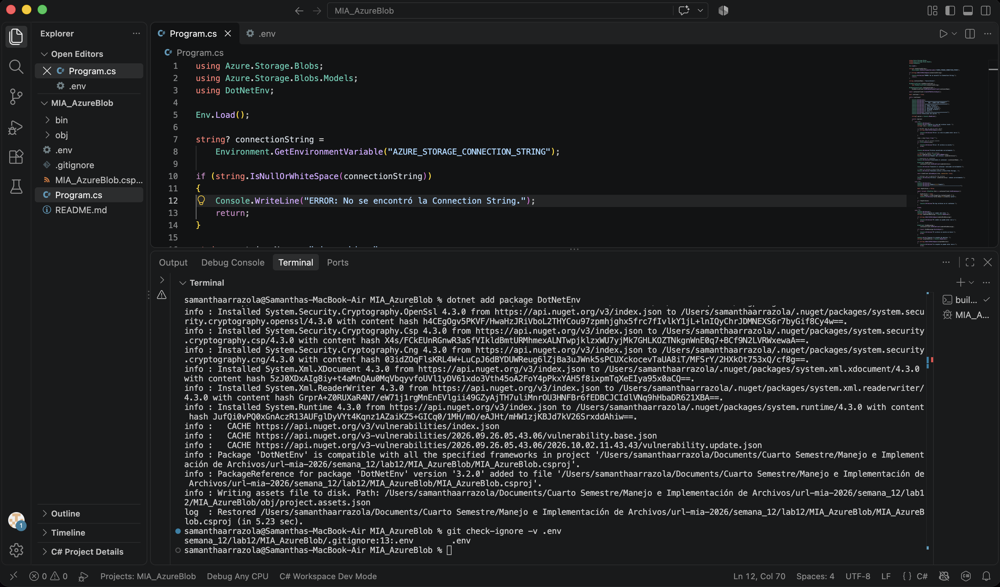 MIA_AzureBlob
Explorer
Open Editors
Program.cs
.env
MIA_AzureBlob
bin
obj
.env
.gitignore
MIA_AzureBlob.csp...
Program.cs
README.md
Outline
Timeline
C# Project Details
1
Program.cs
.env
Program.cs
1 using Azure.Storage.Blobs;
2 using Azure.Storage.Blobs.Models;
3 using DotNetEnv;
4
5 Env.Load();
6
7 string? connectionString =
8 Environment.GetEnvironmentVariable("AZURE_STORAGE_CONNECTION_STRING");
9
10 if (string.IsNullOrWhiteSpace(connectionString))
11 {
12 Console.WriteLine("ERROR: No se encontró la Connection String.");
13 return;
14 }
15
Output Debug Console Terminal Ports
Terminal
samanthaarrazola@Samanthas-MacBook-Air MIA_AzureBlob % dotnet add package DotNetEnv
info : Installed System.Security.Cryptography.OpenSsl 4.3.0 from https://api.nuget.org/v3/index.json to /Users/samanthaarrazola/.nuget/packages/system.secu
rity.cryptography.openssl/4.3.0 with content hash h4CEgOgv5PKVF/HwaHzJRiVboL2THYCou97zpmhjghx5frc7fIvlkY1jL+lnIQyChrJDMNEXS6r7byGif8Cy4w==.
info : Installed System.Security.Cryptography.Csp 4.3.0 from https://api.nuget.org/v3/index.json to /Users/samanthaarrazola/.nuget/packages/system.security
.cryptography.csp/4.3.0 with content hash X4s/FCkEUnRGnwR3aSfVIkldBmtURMhmexALNTwpjklzxWU7yjMk7GHLKOZTNkgnWnE0q7+BCf9N2LVRWxewaA==.
info : Installed System.Security.Cryptography.Cng 4.3.0 from https://api.nuget.org/v3/index.json to /Users/samanthaarrazola/.nuget/packages/system.security
.cryptography.cng/4.3.0 with content hash 03idZOqFlsKRL4W+LuCpJ6dBYDUWReug6lZjBa3uJWnk5sPCUXckocevTaUA8iT/MFSrY/2HXkOt753xQ/cf8g==.
info : Installed System.Xml.XDocument 4.3.0 from https://api.nuget.org/v3/index.json to /Users/samanthaarrazola/.nuget/packages/system.xml.xdocument/4.3.0
with content hash 5zJ0XDxAIg8iy+t4aMnQAu0MqVbqyvfoUVl1yDV61xdo3Vth45oA2FoY4pPkxYAH5f8ixpmTqXeEIya95x0aCQ==.
info : Installed System.Xml.ReaderWriter 4.3.0 from https://api.nuget.org/v3/index.json to /Users/samanthaarrazola/.nuget/packages/system.xml.readerwriter/
4.3.0 with content hash GrprA+Z0RUXaR4N7/eW71j1rgMnEnEVlgii49GZyAjTH7uliMnrOU3HNFBr6fEDBCJCIdlVNq9hHbaDR621XBA==.
info : Installed System.Runtime 4.3.0 from https://api.nuget.org/v3/index.json to /Users/samanthaarrazola/.nuget/packages/system.runtime/4.3.0 with content
hash JufQi0vPQ0xGnAczR13AUFglDyVYt4Kqnz1AZaiKZ5+GICq0/1MH/mO/eAJHt/mHW1zjKBJd7kV26SrxddAhiw==.
info :   CACHE https://api.nuget.org/v3/vulnerabilities/index.json
info :   CACHE https://api.nuget.org/v3-vulnerabilities/2026.09.26.05.43.06/vulnerability.base.json
info :   CACHE https://api.nuget.org/v3-vulnerabilities/2026.09.26.05.43.06/2026.10.02.11.43.43/vulnerability.update.json
info : Package 'DotNetEnv' is compatible with all the specified frameworks in project '/Users/samanthaarrazola/Documents/Cuarto Semestre/Manejo e Implement
ación de Archivos/url-mia-2026/semana_12/lab12/MIA_AzureBlob/MIA_AzureBlob.csproj'.
info : PackageReference for package 'DotNetEnv' version '3.2.0' added to file '/Users/samanthaarrazola/Documents/Cuarto Semestre/Manejo e Implementación de
Archivos/url-mia-2026/semana_12/lab12/MIA_AzureBlob/MIA_AzureBlob.csproj'.
info : Writing assets file to disk. Path: /Users/samanthaarrazola/Documents/Cuarto Semestre/Manejo e Implementación de Archivos/url-mia-2026/semana_12/lab1
2/MIA_AzureBlob/obj/project.assets.json
log  : Restored /Users/samanthaarrazola/Documents/Cuarto Semestre/Manejo e Implementación de Archivos/url-mia-2026/semana_12/lab12/MIA_AzureBlob/MIA_AzureB
lob.csproj (in 5.23 sec).
samanthaarrazola@Samanthas-MacBook-Air MIA_AzureBlob % git check-ignore -v .env
semana_12/lab12/MIA_AzureBlob/.gitignore:13:.env .env
samanthaarrazola@Samanthas-MacBook-Air MIA_AzureBlob %
buil...
MIA_A...
0 0 Projects: MIA_AzureBlob Debug Any CPU C# Workspace Dev Mode Ln 12, Col 70 Spaces: 4 UTF-8 LF {} C#